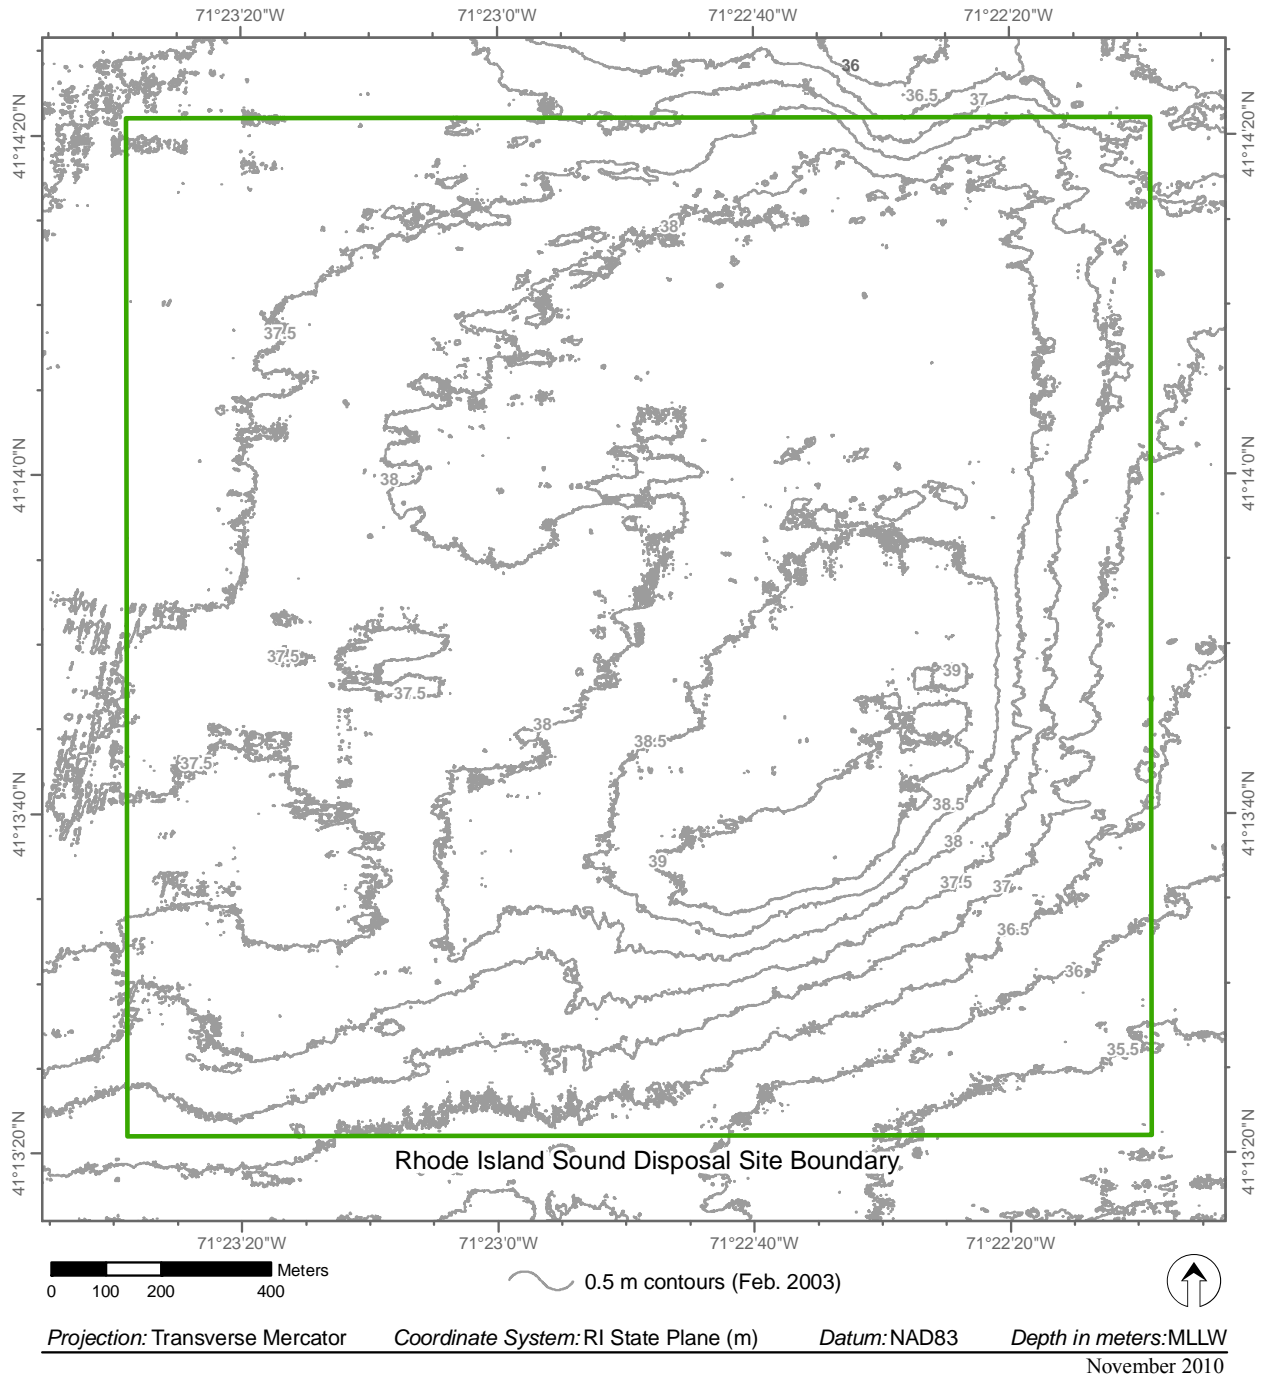 71°23'20"W 71°23'0"W 71°22'40"W 71°22'20"W
36
36.5
37
41°14'20"N
41°14'20"N
38
37.5
41°14'0"N
41°14'0"N
38
37.5
39
37.5
38
38.5
37.5
38.5
41°13'40"N
41°13'40"N
38
39
37.5
37
36.5
36
35.5
41°13'20"N
41°13'20"N
Rhode Island Sound Disposal Site Boundary
71°23'20"W 71°23'0"W 71°22'40"W 71°22'20"W
Meters
0 100 200 400
0.5 m contours (Feb. 2003)
Projection: Transverse Mercator Coordinate System: RI State Plane (m) Datum: NAD83 Depth in meters: MLLW
November 2010